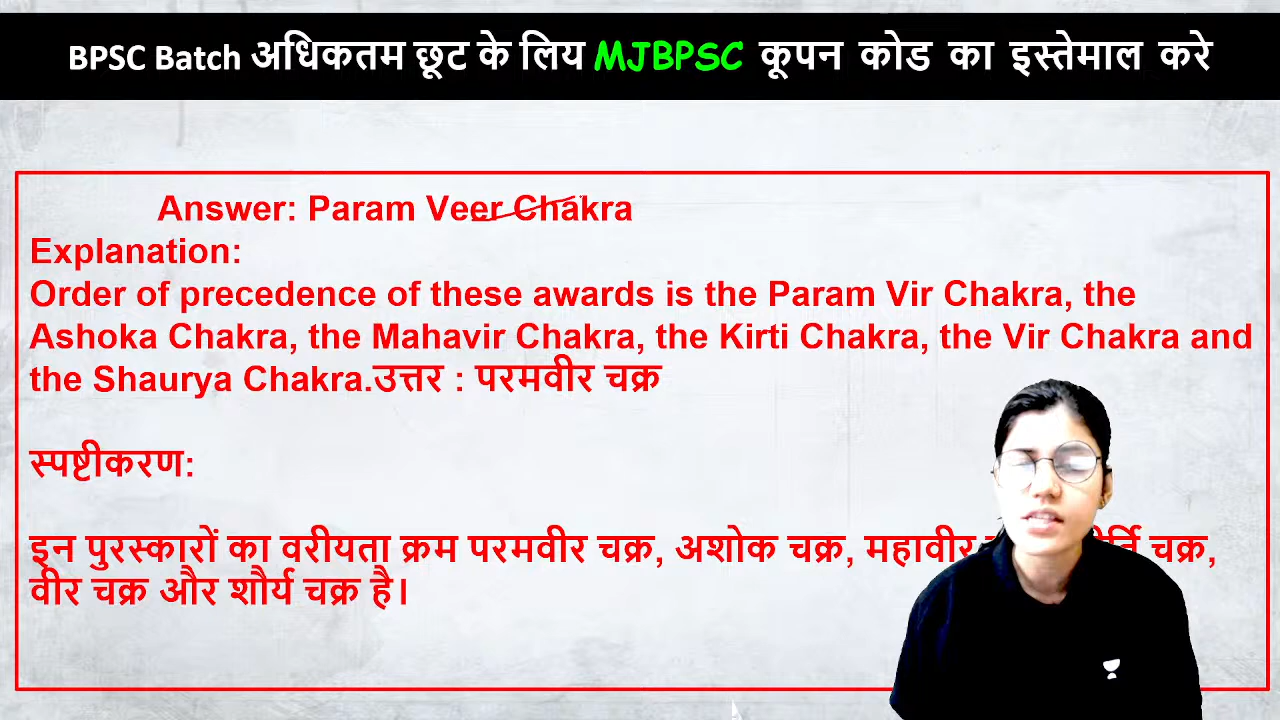 BPSC Batch अधिकतम छूट के लिय MJBPSC कूपन कोड का इस्तेमाल करे
Answer: Param Veer Chakra
Explanation:
Order of precedence of these awards is the Param Vir Chakra, the
Ashoka Chakra, the Mahavir Chakra, the Kirti Chakra, the Vir Chakra and
the Shaurya Chakra.उत्तर : परमवीर चक्र
स्पष्टीकरण:
इन पुरस्कारों का वरीयता क्रम परमवीर चक्र, अशोक चक्र, महावीर चक्र,
वीर चक्र और शौर्य चक्र है।